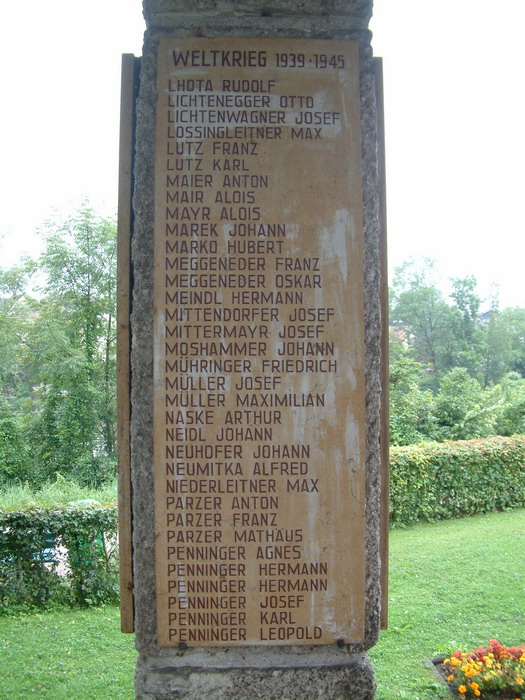 WELTKRIEG 1939-1945
LHOTA RUDOLF
LICHTENEGGER OTTO
LICHTENWAGNER JOSEF
LOSSINGLEITNER MAX
LUTZ FRANZ
LUTZ KARL
MAIER ANTON
MAIR ALOIS
MAYR ALOIS
MAREK JOHANN
MARKO HUBERT
MEGGENEDER FRANZ
MEGGENEDER OSKAR
MEINDL HERMANN
MITTENDORFER JOSEF
MITTERMAYR JOSEF
MOSHAMMER JOHANN
MÜHRINGER FRIEDRICH
MÜLLER JOSEF
MÜLLER MAXIMILIAN
NASKE ARTHUR
NEIDL JOHANN
NEUHOFER JOHANN
NEUMITKA ALFRED
NIEDERLEITNER MAX
PARZER ANTON
PARZER FRANZ
PARZER MATHÄUS
PENNINGER AGNES
PENNINGER HERMANN
PENNINGER HERMANN
PENNINGER JOSEF
PENNINGER KARL
PENNINGER LEOPOLD